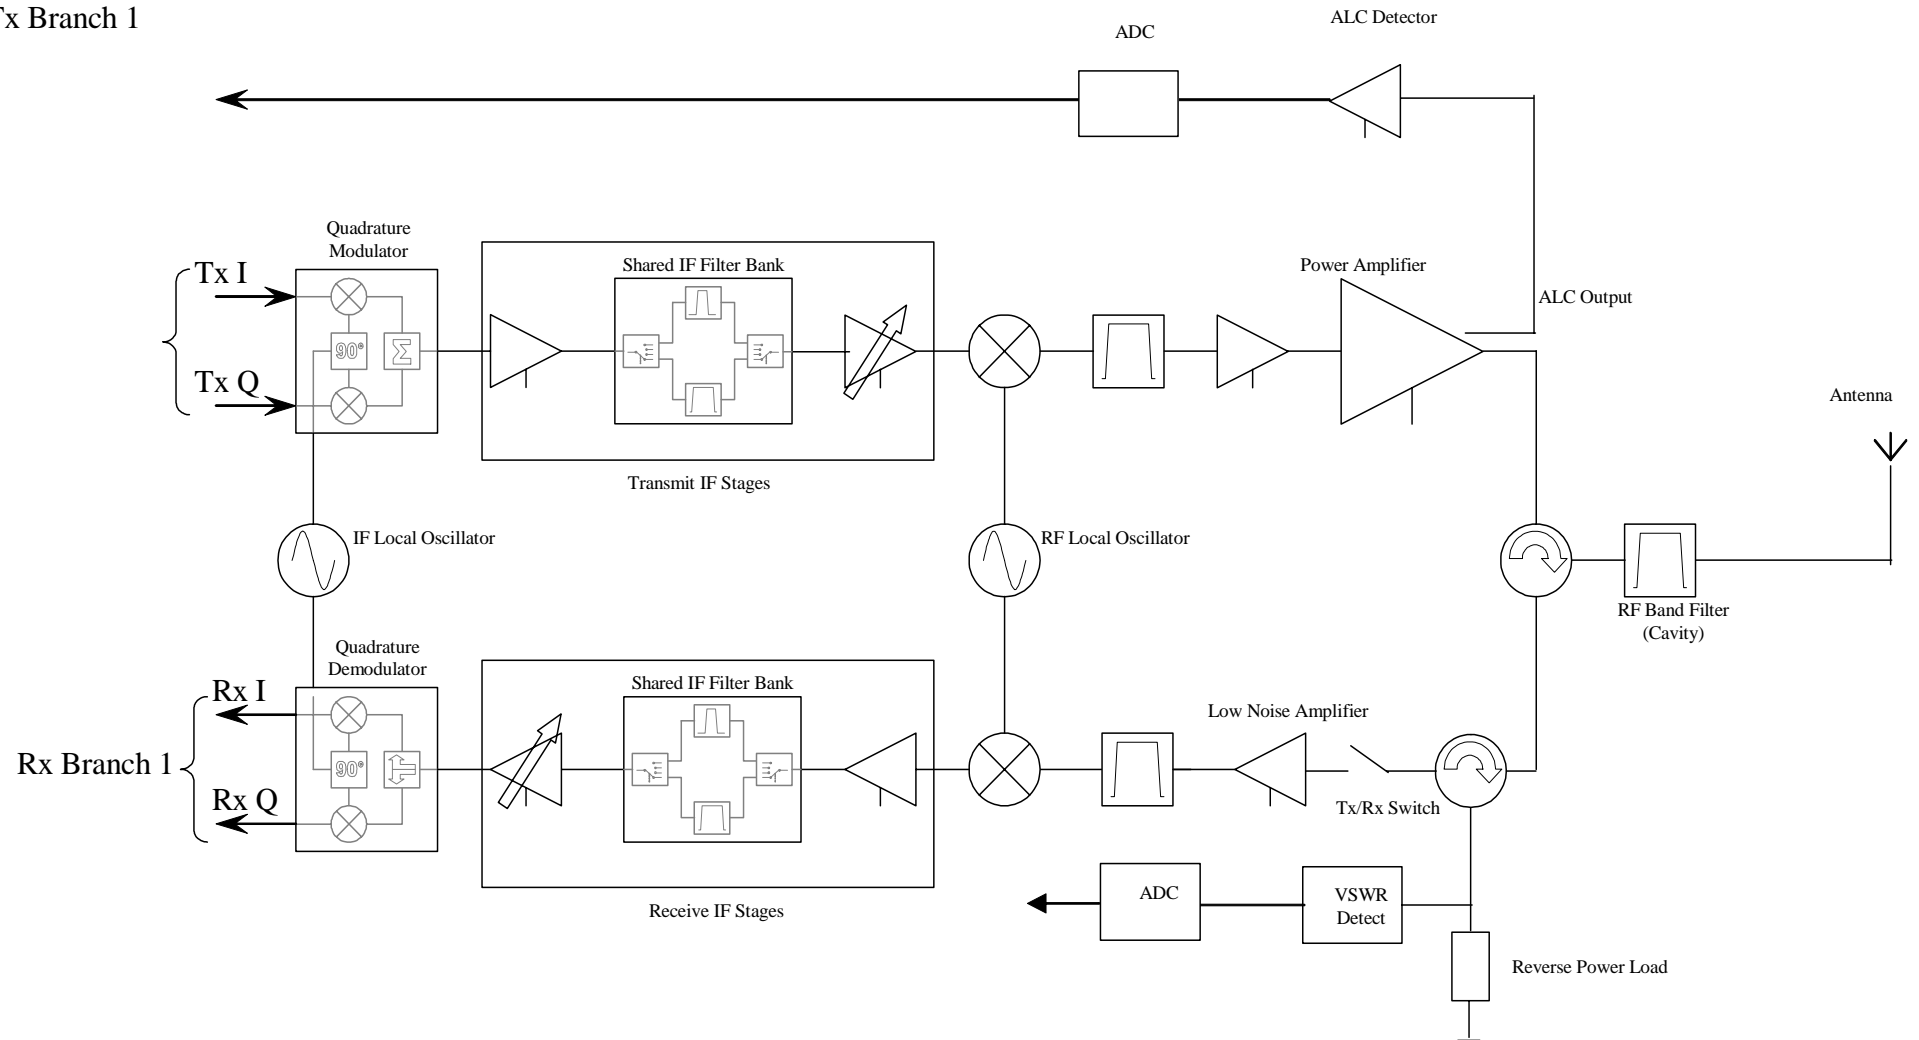 x Branch 1
ALC Detector
ADC
Quadrature
Modulator
Tx I
Tx Q
90°
Σ
Shared IF Filter Bank
Transmit IF Stages
Power Amplifier
ALC Output
Antenna
IF Local Oscillator
RF Local Oscillator
RF Band Filter
(Cavity)
Quadrature
Demodulator
Rx I
Rx Branch 1
Rx Q
90°
Shared IF Filter Bank
Receive IF Stages
Low Noise Amplifier
Tx/Rx Switch
ADC
VSWR
Detect
Reverse Power Load